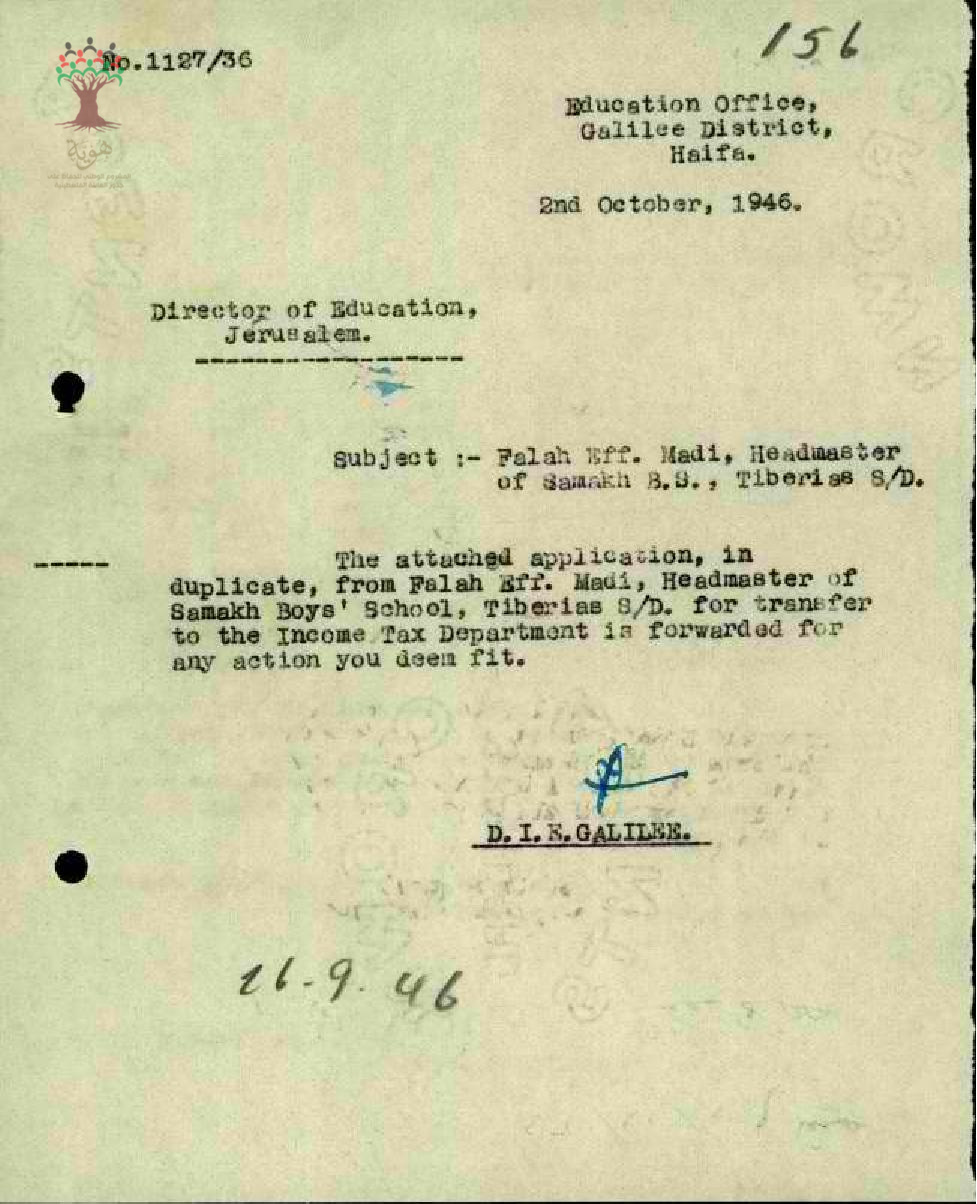 156
No.1127/36
Education Office,
Galilee District,
Haifa.
2nd October, 1946.
Director of Education,
Jerusalem.
Subject :- Falah Eff. Madi, Headmaster
of Samakh B.S., Tiberias S/D.
The attached application, in
duplicate, from Falah Eff. Madi, Headmaster of
Samakh Boys' School, Tiberias S/D. for transfer
to the Income Tax Department is forwarded for
any action you deem fit.
D.I.E.GALILEE.
26-9.46
هوية